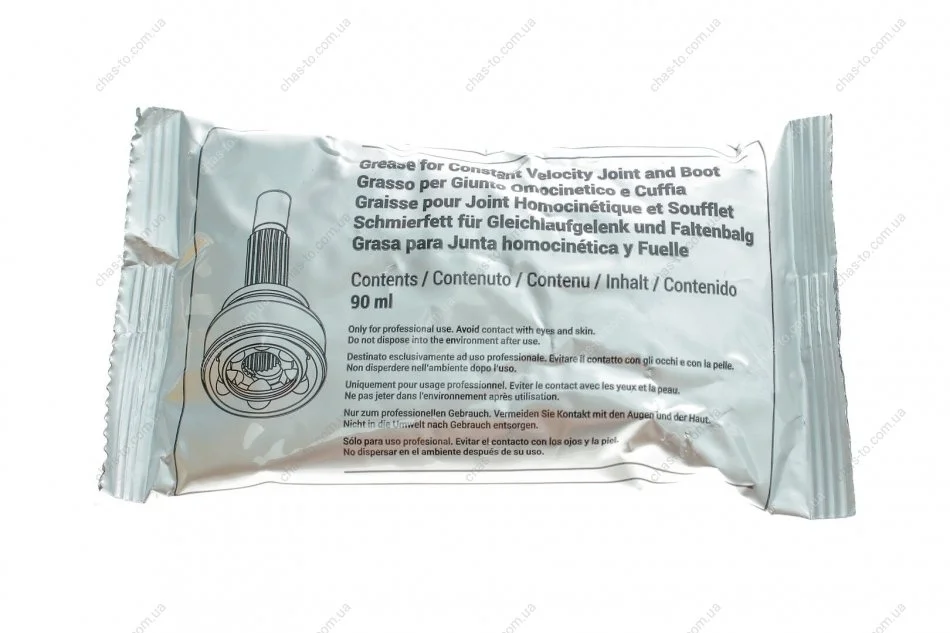 Grease for Constant Velocity Joint and Boot
Grasso per Giunto Omocinetico e Cuffia
Graisse pour Joint Homocinétique et Soufflet
Schmierfett für Gleichlaufgelenk und Faltenbalg
Grasa para Junta homocinética y Fuelle
Contents / Contenuto / Contenu / Inhalt / Contenido
90 ml
Only for professional use. Avoid contact with eyes and skin.
Do not dispose into the environment after use.
Destinato esclusivamente ad uso professionale. Evitare il contatto con gli occhi e con la pelle.
Non disperdere nell'ambiente dopo l'uso.
Uniquement pour usage professionnel. Eviter le contact avec les yeux et la peau.
Ne pas jeter dans l'environnement après utilisation.
Nur zum professionellen Gebrauch. Vermeiden Sie Kontakt mit den Augen und der Haut.
Nicht in die Umwelt nach Gebrauch entsorgen.
Sólo para uso profesional. Evitar el contacto con los ojos y la piel.
No dispersar en el ambiente después de su uso.
chas-to.com.ua